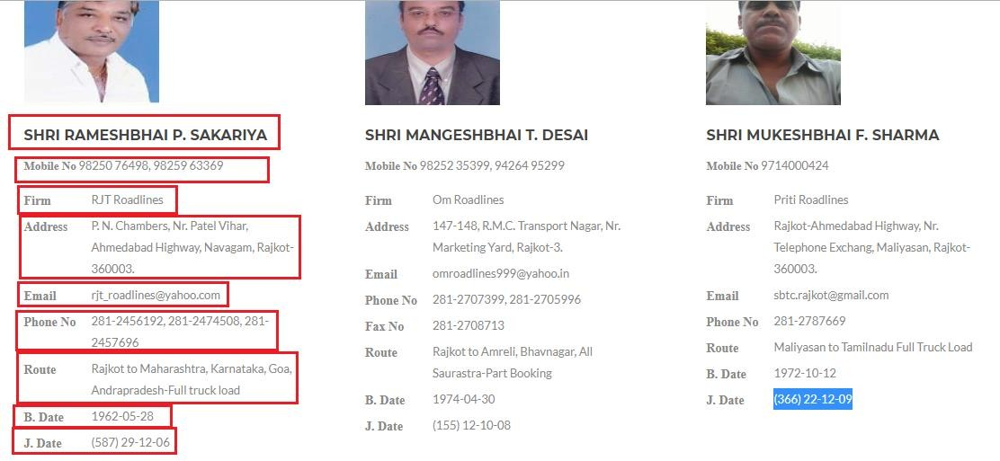 SHRI RAMESHBHAI P. SAKARIYA
Mobile No 98250 76498, 98259 63369
Firm RJT Roadlines
Address P. N. Chambers, Nr. Patel Vihar,
Ahmedabad Highway, Navagam, Rajkot-
360003.
Email rjt_roadlines@yahoo.com
Phone No 281-2456192, 281-2474508, 281-
2457696
Route Rajkot to Maharashtra, Karnataka, Goa,
Andrapradesh-Full truck load
B. Date 1962-05-28
J. Date (587) 29-12-06
SHRI MANGESHBHAI T. DESAI
Mobile No 98252 35399, 94264 95299
Firm Om Roadlines
Address 147-148, R.M.C. Transport Nagar, Nr.
Marketing Yard, Rajkot-3.
Email omroadlines999@yahoo.in
Phone No 281-2707399, 281-2705996
Fax No 281-2708713
Route Rajkot to Amreli, Bhavnagar, All
Saurastra-Part Booking
B. Date 1974-04-30
J. Date (155) 12-10-08
SHRI MUKESHBHAI F. SHARMA
Mobile No 9714000424
Firm Priti Roadlines
Address Rajkot-Ahmedabad Highway, Nr.
Telephone Exchang, Maliyasan, Rajkot-
360003.
Email sbtc.rajkot@gmail.com
Phone No 281-2787669
Route Maliyasan to Tamilnadu Full Truck Load
B. Date 1972-10-12
J. Date (366) 22-12-09